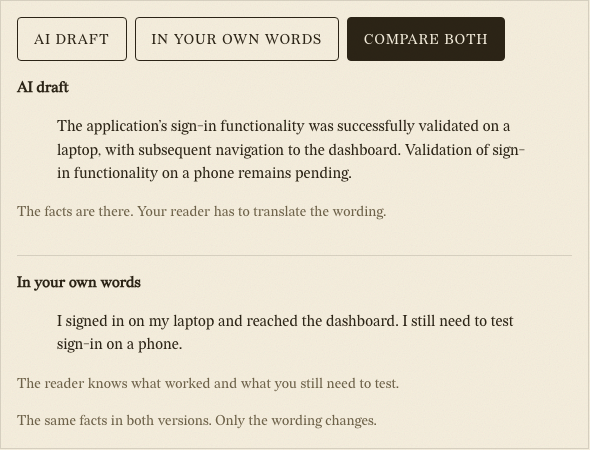 AI DRAFT
IN YOUR OWN WORDS
COMPARE BOTH
AI draft
The application’s sign-in functionality was successfully validated on a
laptop, with subsequent navigation to the dashboard. Validation of sign-
in functionality on a phone remains pending.
The facts are there. Your reader has to translate the wording.
In your own words
I signed in on my laptop and reached the dashboard. I still need to test
sign-in on a phone.
The reader knows what worked and what you still need to test.
The same facts in both versions. Only the wording changes.